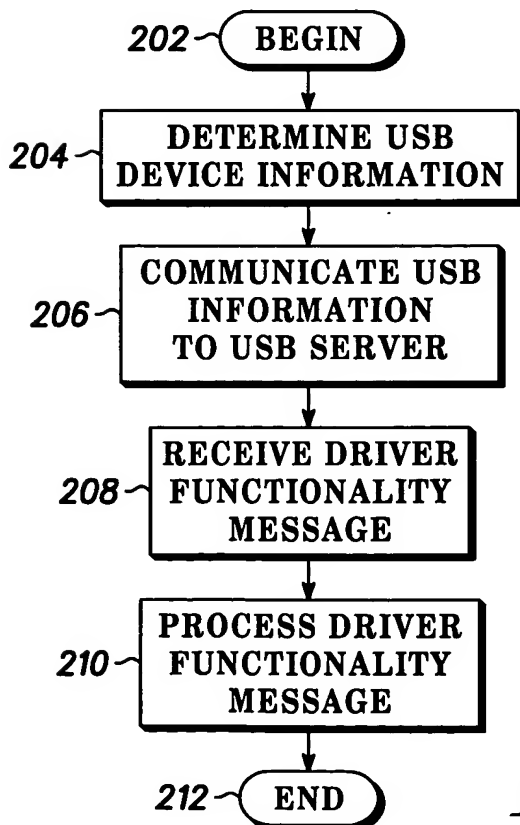 202 BEGIN
204 DETERMINE USB
DEVICE INFORMATION
206 COMMUNICATE USB
INFORMATION
TO USB SERVER
208 RECEIVE DRIVER
FUNCTIONALITY
MESSAGE
210 PROCESS DRIVER
FUNCTIONALITY
MESSAGE
212 END